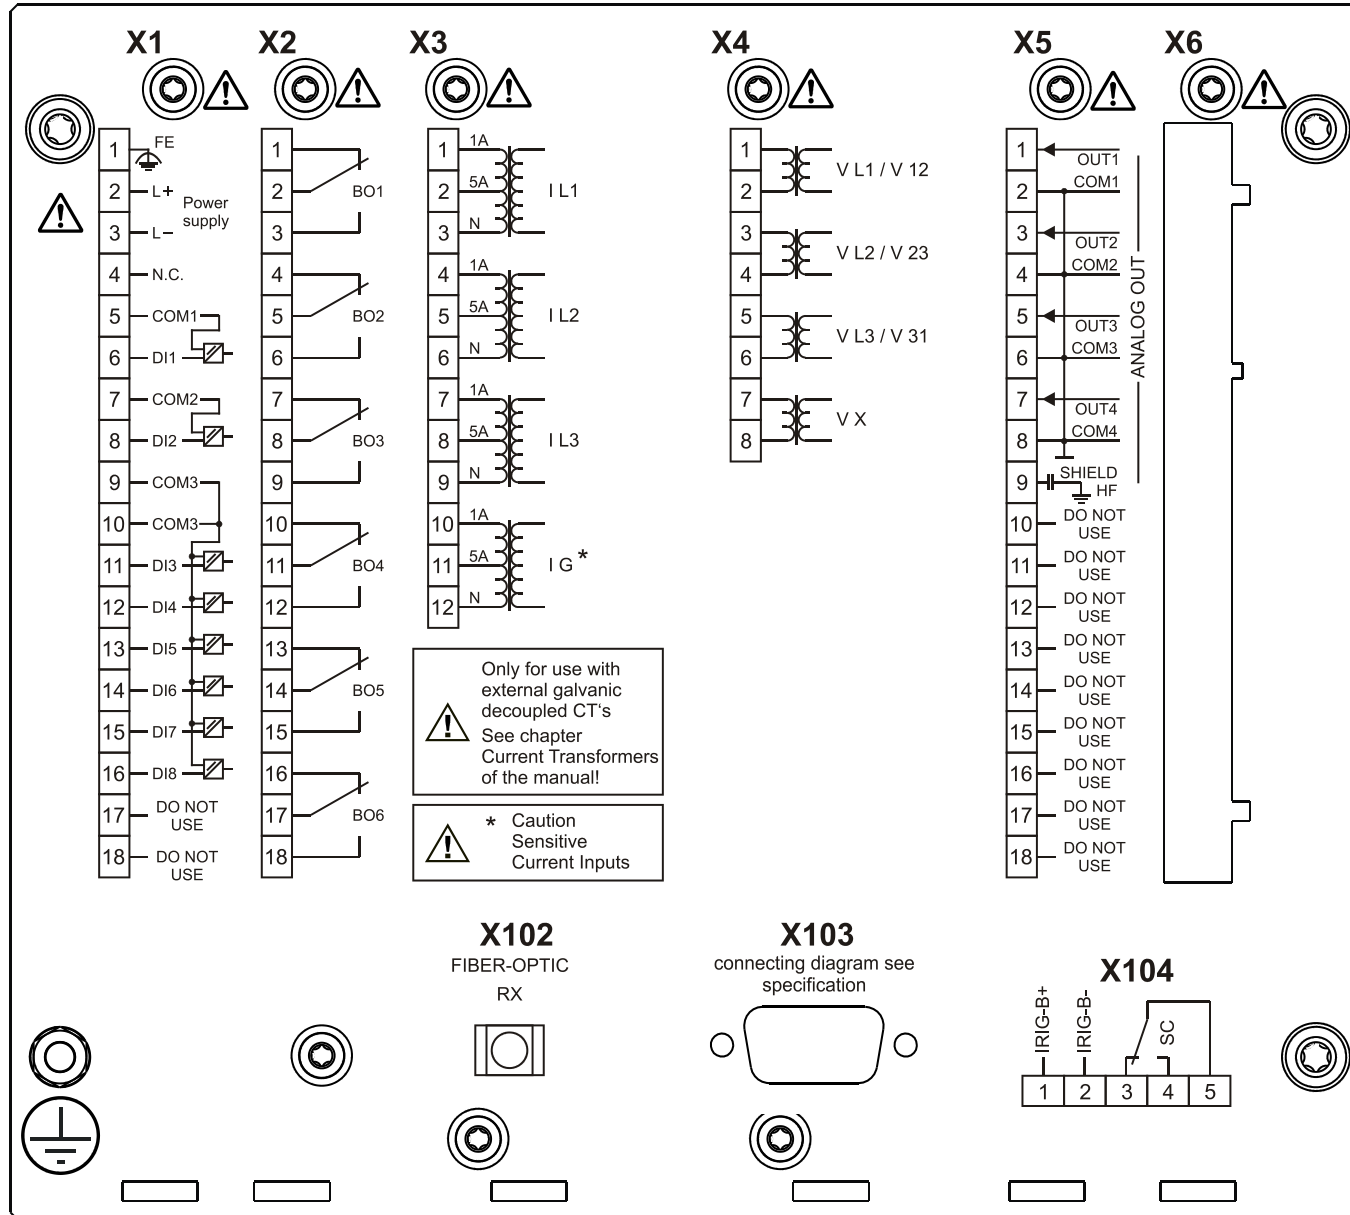 X1
X2
X3
X4
X5
X6
1 FE
2 L+
Power
supply
3 L−
4 N.C.
5 COM1
6 DI1
7 COM2
8 DI2
9 COM3
10 COM3
11 DI3
12 DI4
13 DI5
14 DI6
15 DI7
16 DI8
17 DO NOT
USE
18 DO NOT
USE
1
2 BO1
3
4
5 BO2
6
7
8 BO3
9
10
11 BO4
12
13
14 BO5
15
16
17 BO6
18
1 1A
2 5A I L1
3 N
4 1A
5 5A I L2
6 N
7 1A
8 5A I L3
9 N
10 1A
11 5A I G *
12 N
Only for use with
external galvanic
decoupled CT‘s
See chapter
Current Transformers
of the manual!
* Caution
Sensitive
Current Inputs
1
V L1 / V 12
2
3
V L2 / V 23
4
5
V L3 / V 31
6
7
V X
8
1 OUT1
2 COM1
3 OUT2
4 COM2
5 OUT3
6 COM3
7 OUT4
8 COM4
ANALOG OUT
9 SHIELD
HF
10 DO NOT
USE
11 DO NOT
USE
12 DO NOT
USE
13 DO NOT
USE
14 DO NOT
USE
15 DO NOT
USE
16 DO NOT
USE
17 DO NOT
USE
18 DO NOT
USE
X102
FIBER-OPTIC
RX
X103
connecting diagram see
specification
X104
IRIG-B+
IRIG-B-
SC
1 2 3 4 5